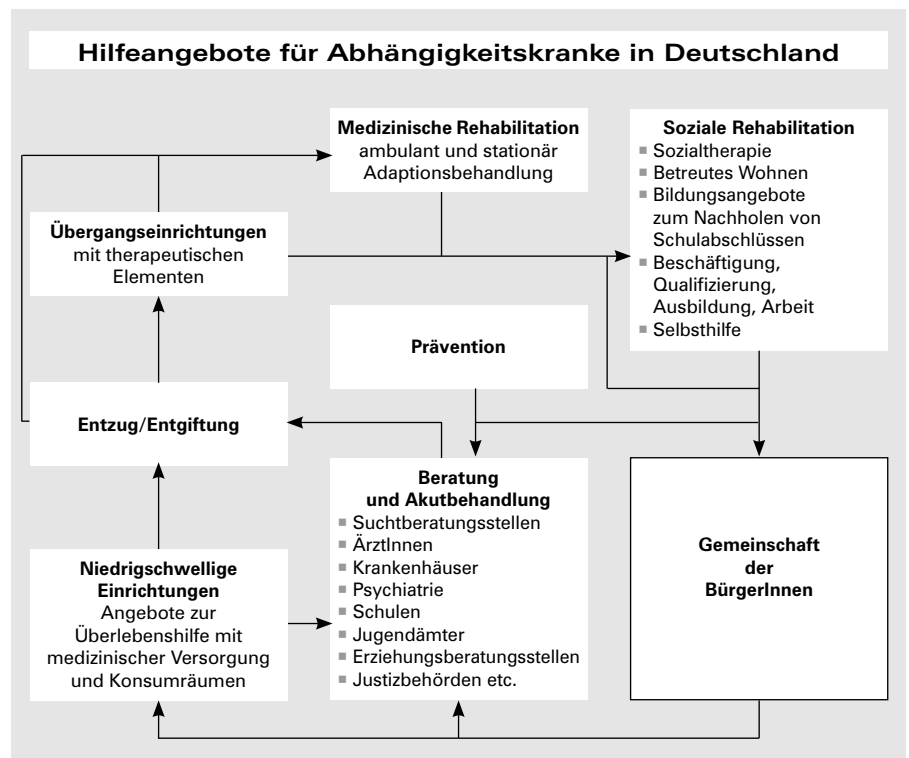 Hilfeangebote für Abhängigkeitskranke in Deutschland
Medizinische Rehabilitation
ambulant und stationär
Adaptionsbehandlung
Soziale Rehabilitation
■ Sozialtherapie
■ Betreutes Wohnen
■ Bildungsangebote
zum Nachholen von
Schulabschlüssen
■ Beschäftigung,
Qualifizierung,
Ausbildung, Arbeit
■ Selbsthilfe
Übergangseinrichtungen
mit therapeutischen
Elementen
Prävention
Entzug/Entgiftung
Beratung
und Akutbehandlung
■ Suchtberatungsstellen
■ ÄrztInnen
■ Krankenhäuser
■ Psychiatrie
■ Schulen
■ Jugendämter
■ Erziehungsberatungsstellen
■ Justizbehörden etc.
Gemeinschaft
der
BürgerInnen
Niedrigschwellige
Einrichtungen
Angebote zur
Überlebenshilfe mit
medizinischer Versorgung
und Konsumräumen